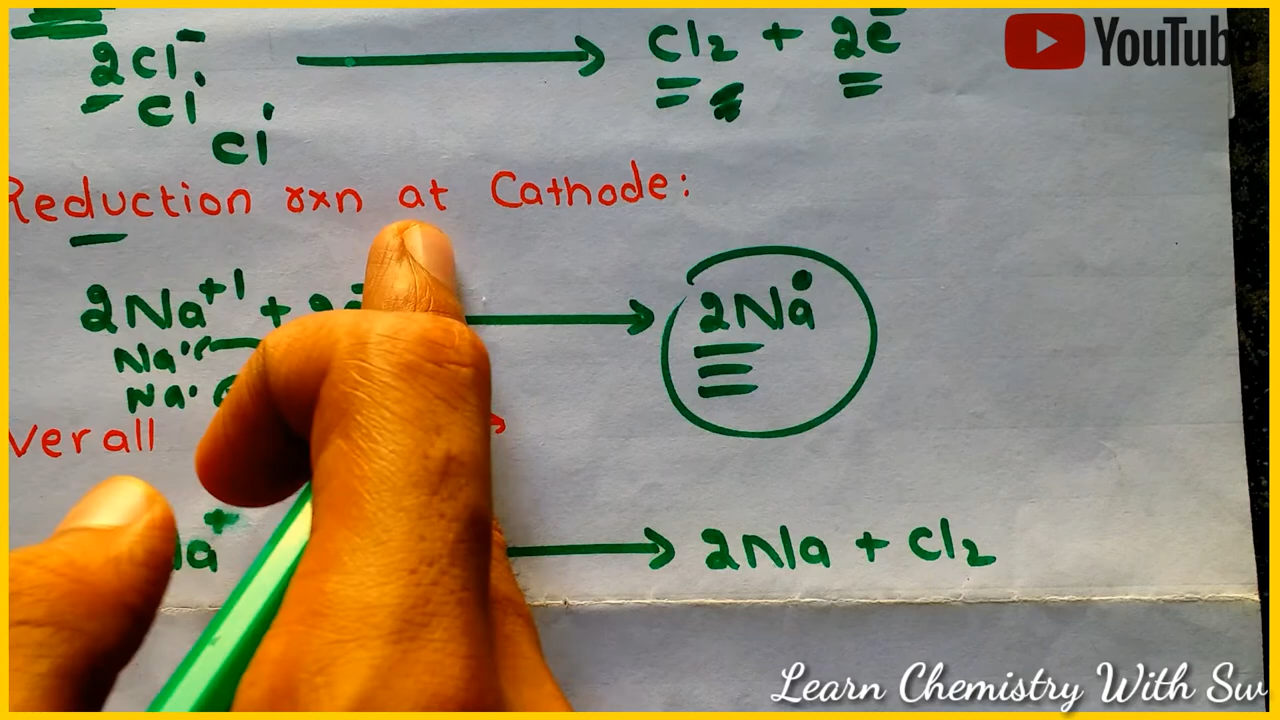 2Cl⁻ → Cl₂ + 2e⁻
YouTube
Cl
Cl
Reduction rxn at Cathode:
2Na⁺¹ + 2e⁻ → 2Na⁰
Na
Na
verall
a⁺ → 2Na + Cl₂
Learn Chemistry With Sw